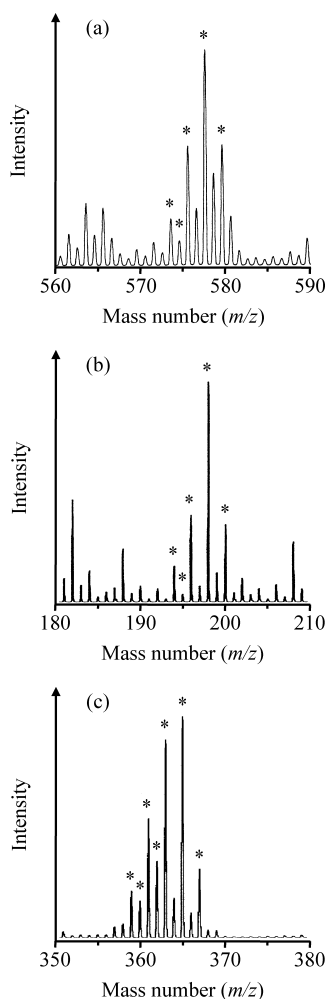 (a)
Intensity
*
*
*
*
*
560 570 580 590
Mass number (m/z)
(b)
Intensity
*
*
*
*
*
180 190 200 210
Mass number (m/z)
(c)
Intensity
*
*
*
*
*
*
*
350 360 370 380
Mass number (m/z)